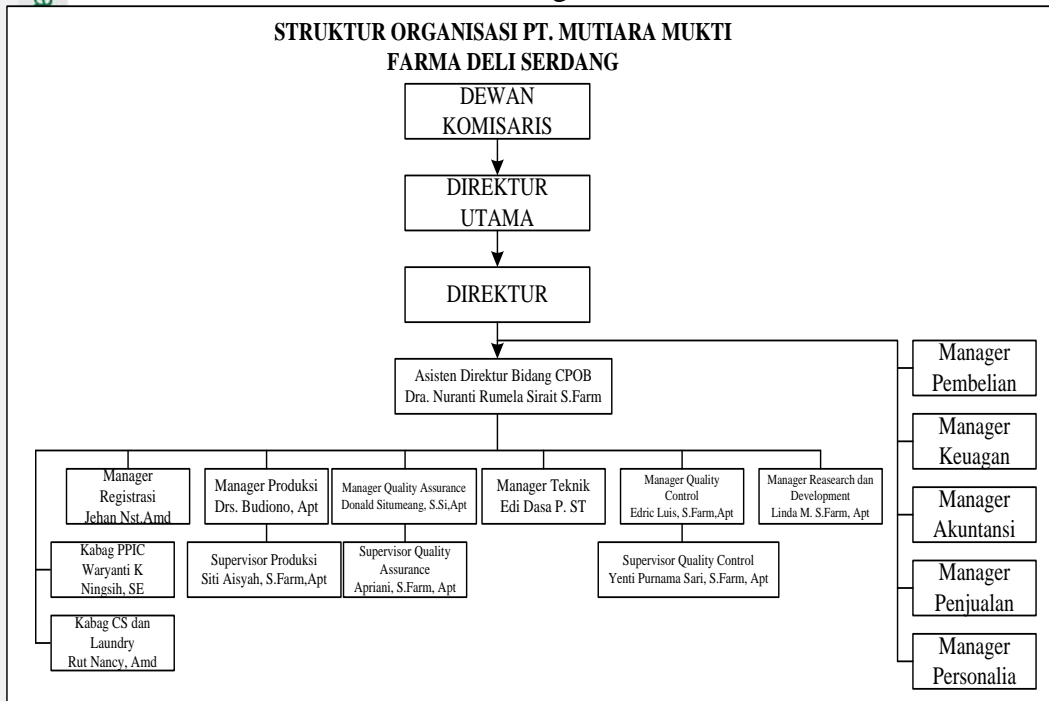 STRUKTUR ORGANISASI PT. MUTIARA MUKTI
FARMA DELI SERDANG
DEWAN
KOMISARIS
DIREKTUR
UTAMA
DIREKTUR
Asisten Direktur Bidang CPOB
Dra. Nuranti Rumela Sirait S.Farm
Manager
Registrasi
Jehan Nst.Amd
Manager Produksi
Drs. Budiono, Apt
Manager Quality Assurance
Donald Situmeang, S.Si,Apt
Manager Teknik
Edi Dasa P. ST
Manager Quality
Control
Edric Luis, S.Farm,Apt
Manager Reasearch dan
Development
Linda M. S.Farm, Apt
Kabag PPIC
Waryanti K
Ningsih, SE
Supervisor Produksi
Siti Aisyah, S.Farm,Apt
Supervisor Quality
Assurance
Apriani, S.Farm, Apt
Supervisor Quality Control
Yenti Purnama Sari, S.Farm, Apt
Kabag CS dan
Laundry
Rut Nancy, Amd
Manager
Pembelian
Manager
Keuagan
Manager
Akuntansi
Manager
Penjualan
Manager
Personalia